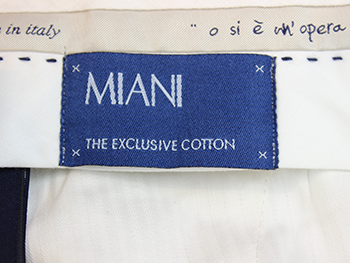 in italy
" o si è un'opera
MIANI
THE EXCLUSIVE COTTON